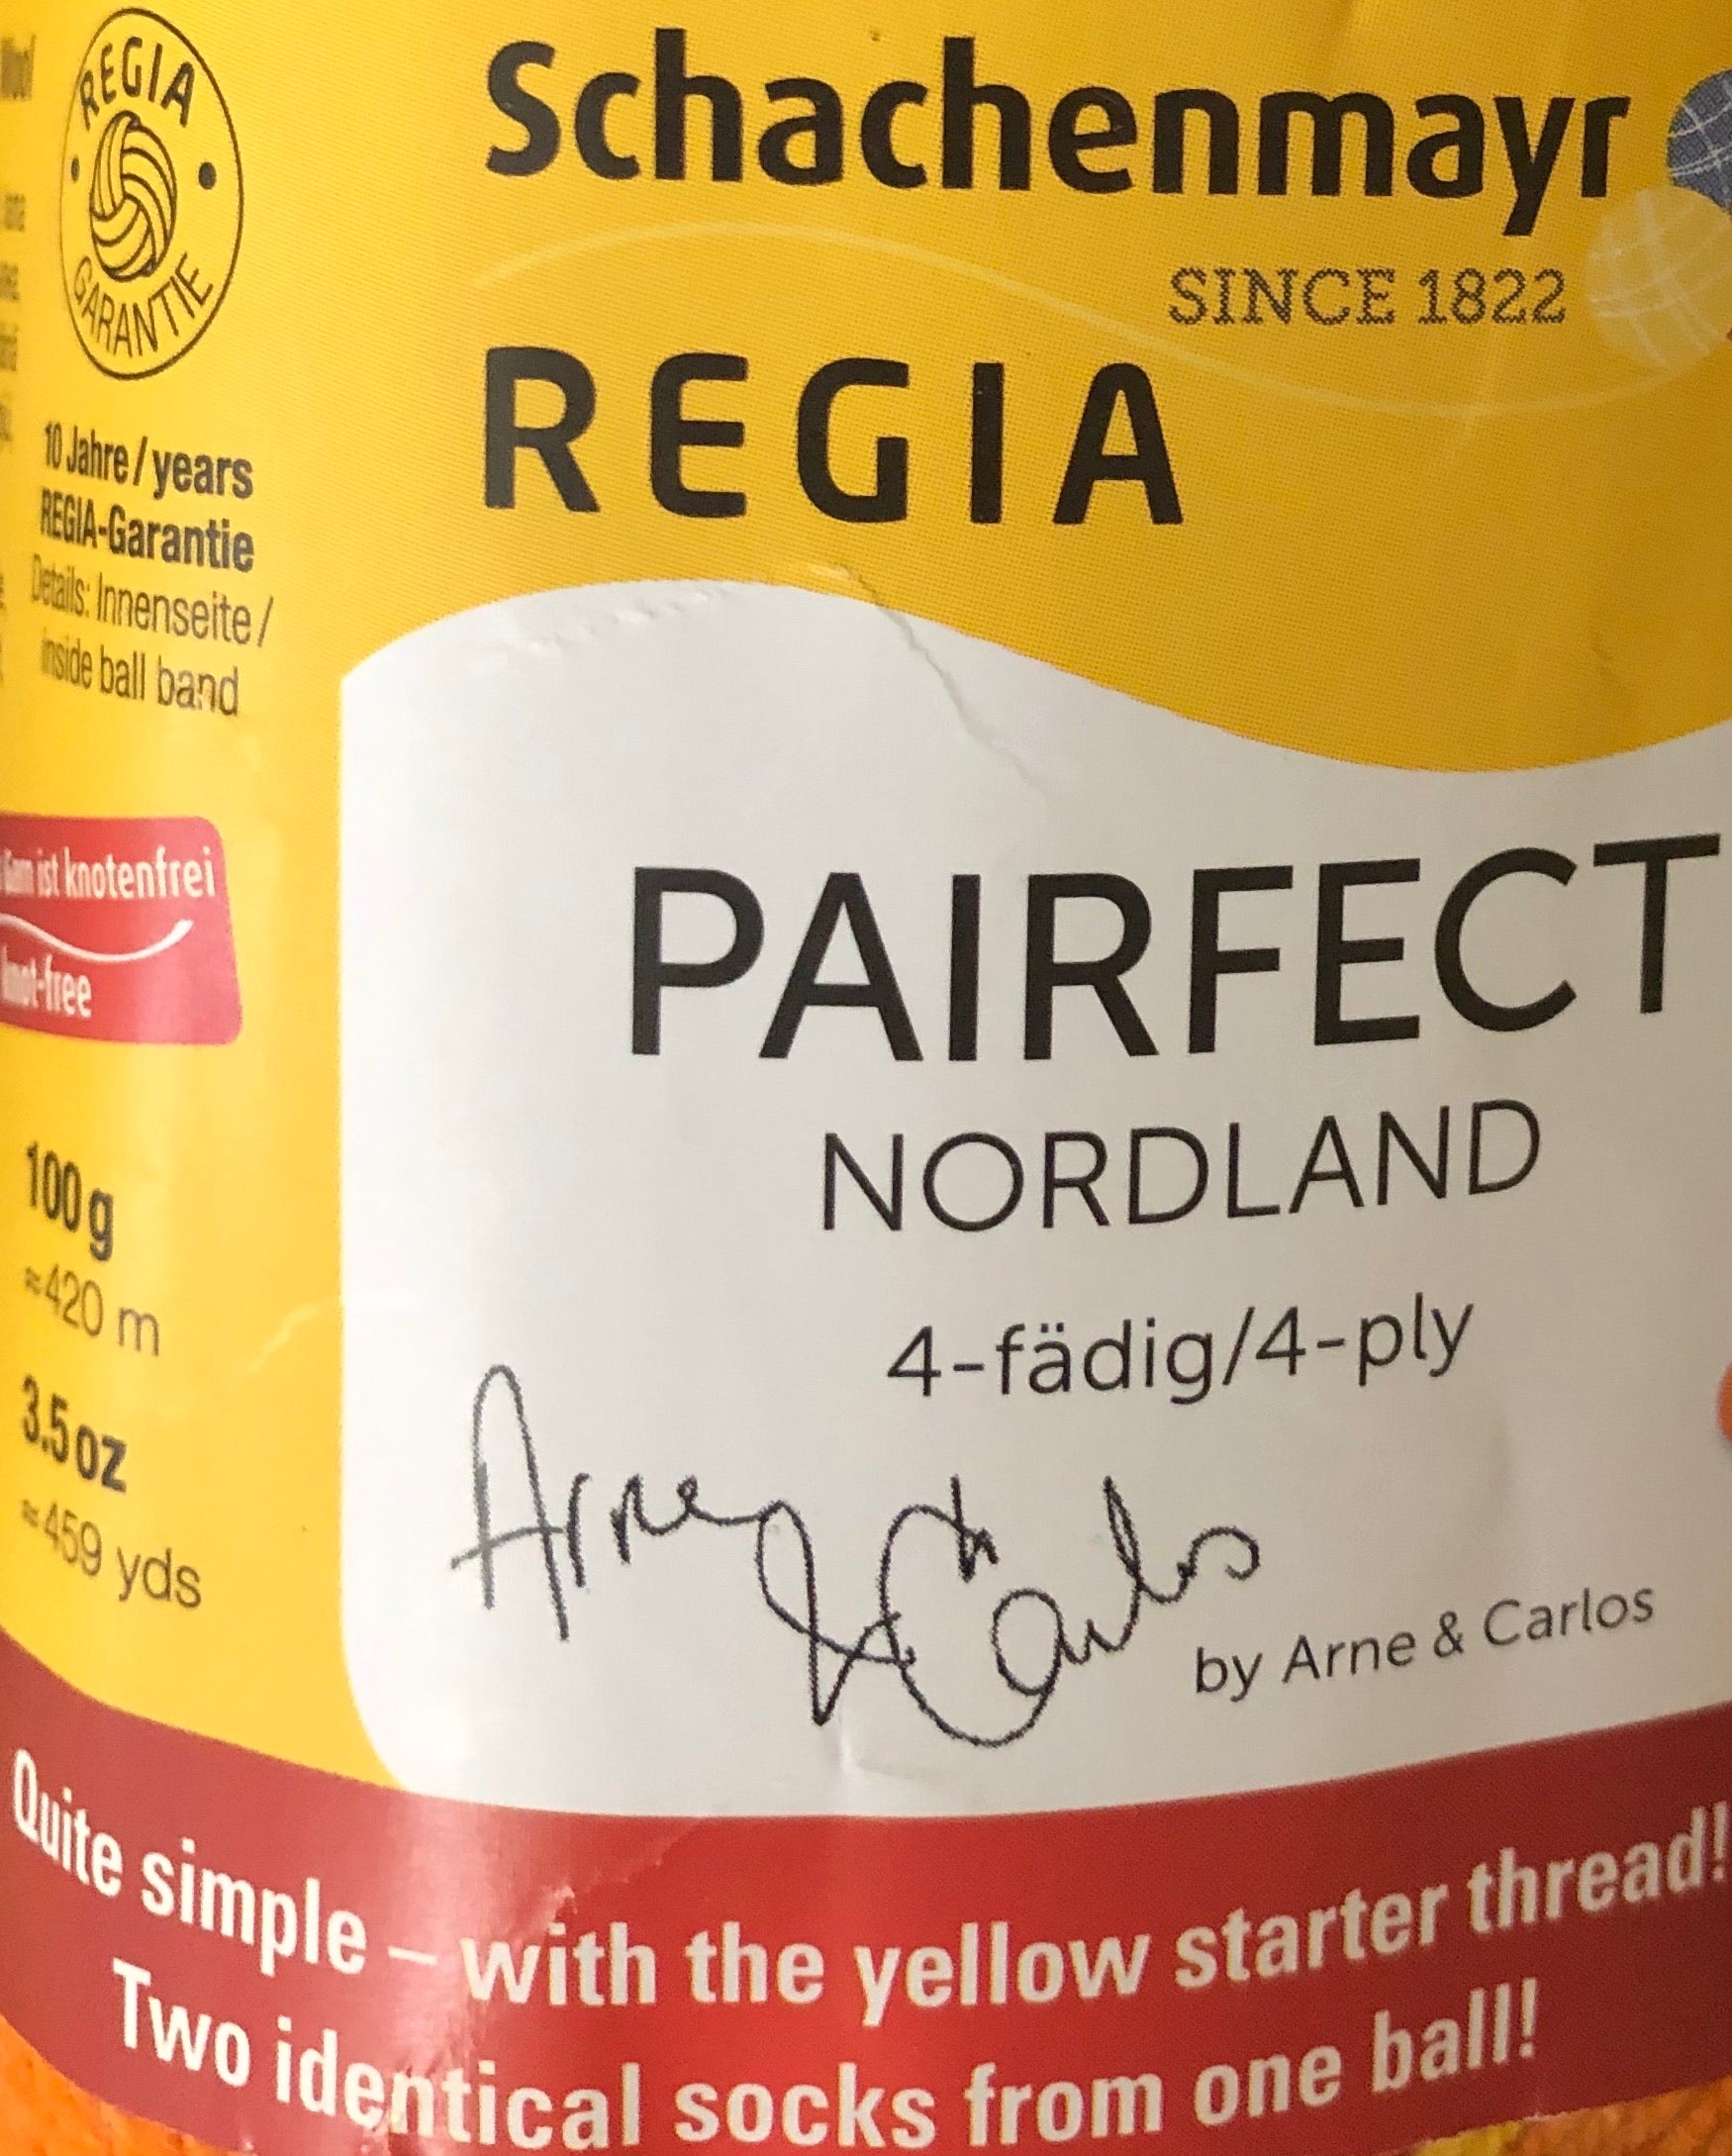 REGIA
GARANTIE
10 Jahre / years
REGIA-Garantie
Details: Innenseite /
inside ball band
ist knotenfrei
knot-free
100 g
≈420 m
3.5 oz
≈459 yds
Schachenmayr
SINCE 1822
REGIA
PAIRFECT
NORDLAND
4-fädig/4-ply
Arne
& Carlos
by Arne & Carlos
Quite simple – with the yellow starter thread!
Two identical socks from one ball!